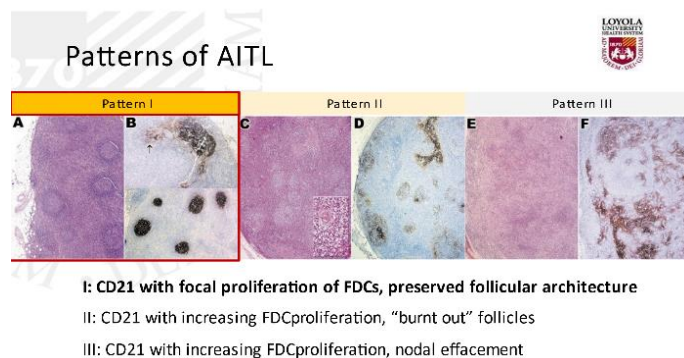 LOYOLA
UNIVERSITY
HEALTH SYSTEM
Patterns of AITL
1870
Pattern I
Pattern II
Pattern III
A
B
C
D
E
F
I: CD21 with focal proliferation of FDCs, preserved follicular architecture
II: CD21 with increasing FDCproliferation, “burnt out” follicles
III: CD21 with increasing FDCproliferation, nodal effacement